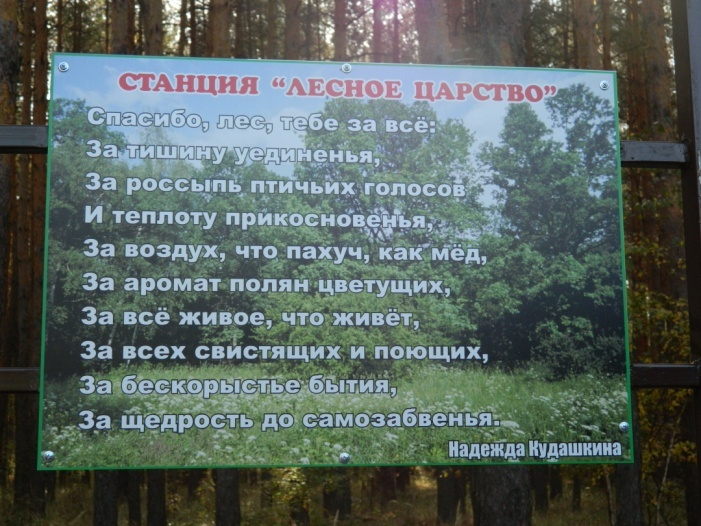 СТАНЦИЯ "ЛЕСНОЕ ЦАРСТВО"
Спасибо, лес, тебе за всё:
За тишину уединенья,
За россыпь птичьих голосов
И теплоту прикосновенья,
За воздух, что пахуч, как мёд,
За аромат полян цветущих,
За всё живое, что живёт,
За всех свистящих и поющих,
За бескорыстье бытия,
За щедрость до самозабвенья.
Надежда Кудашкина